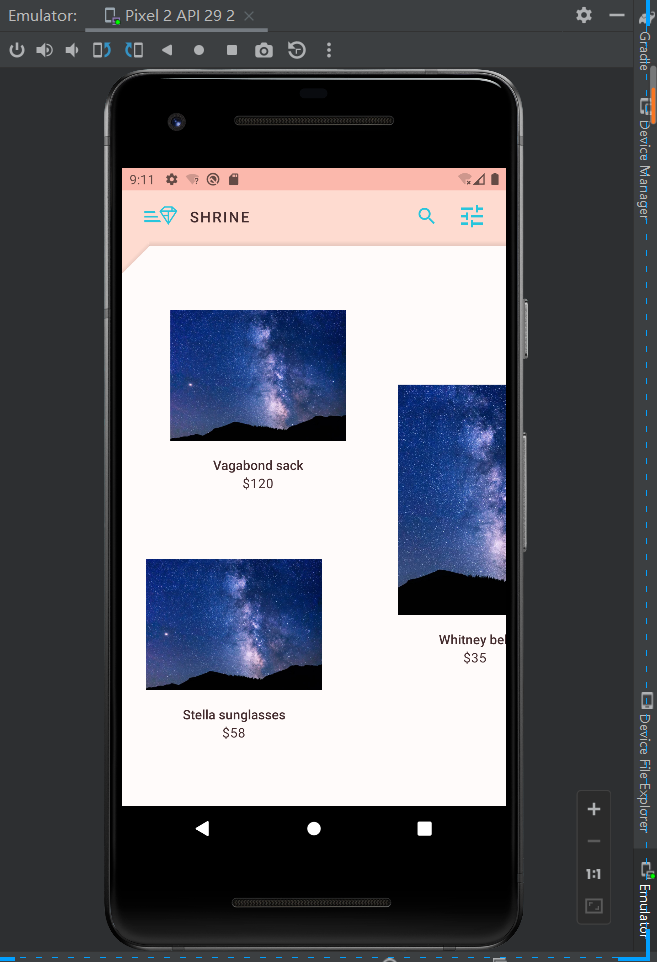 Emulator: Pixel 2 API 29 2
Gradle
Device Manager
9:11
SHRINE
Vagabond sack
$120
Whitney bel
$35
Stella sunglasses
$58
Device File Explorer
1:1
Emulator